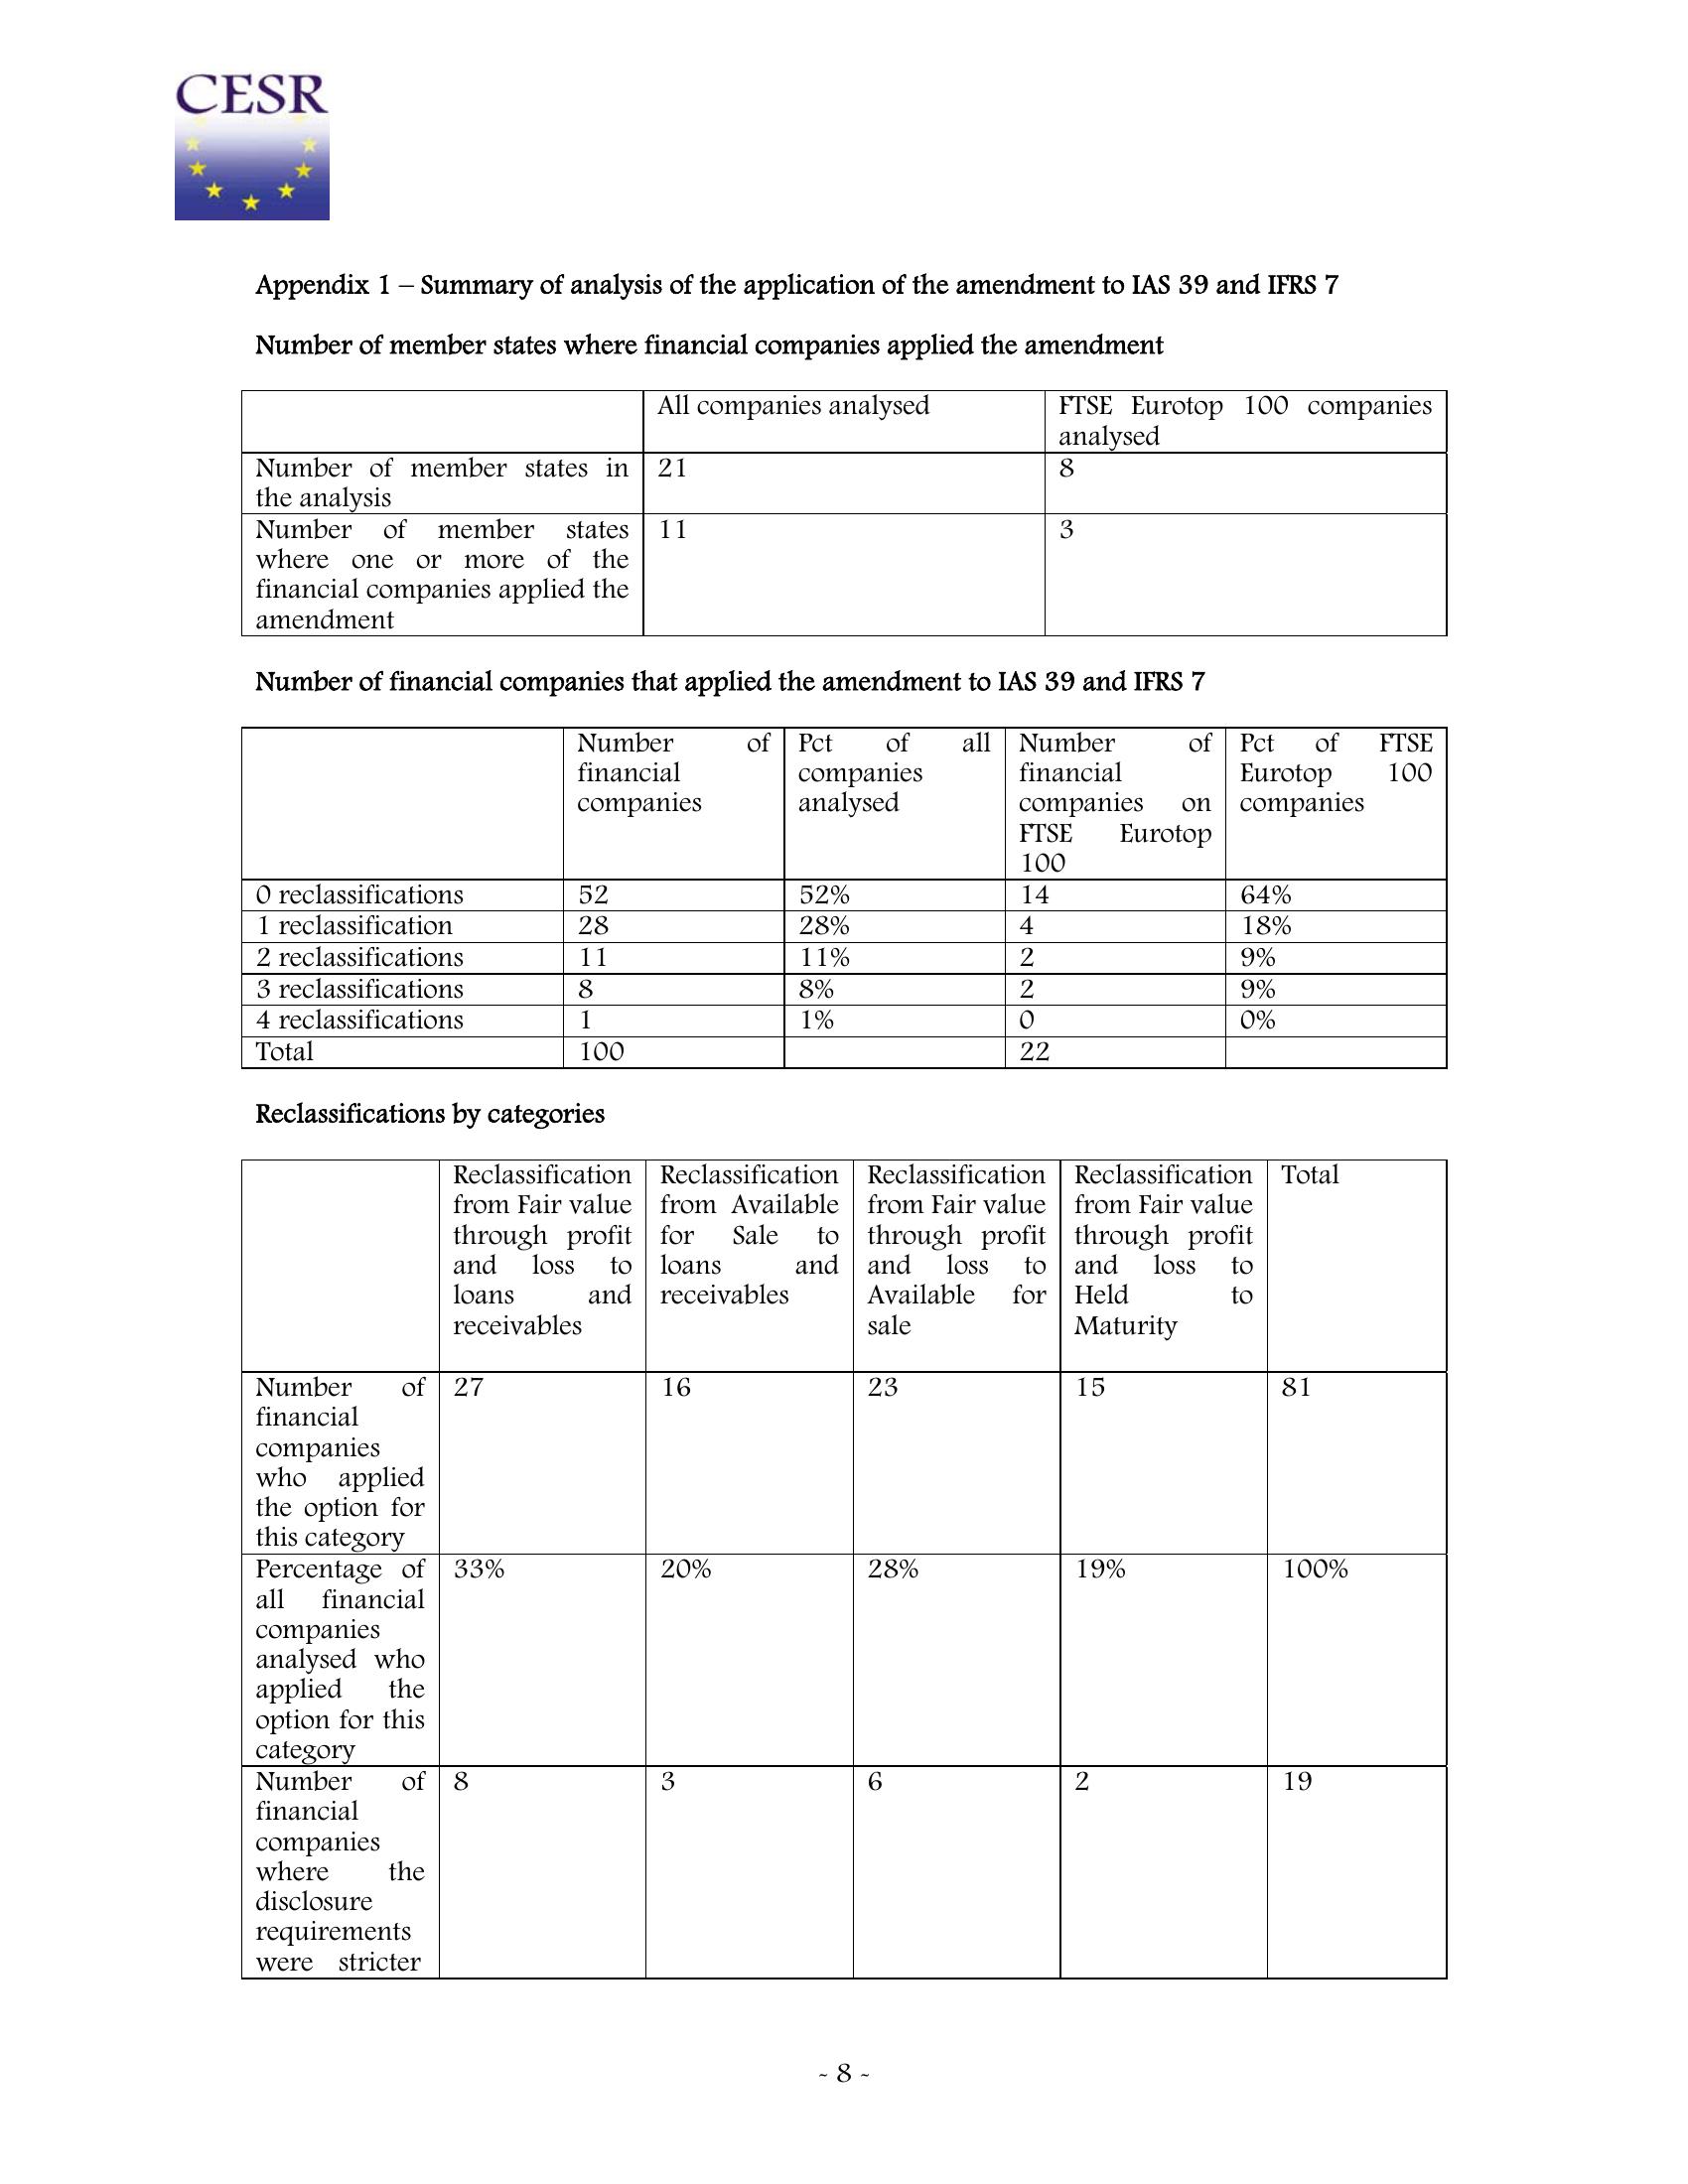 CESR
Appendix 1 – Summary of analysis of the application of the amendment to IAS 39 and IFRS 7
Number of member states where financial companies applied the amendment
All companies analysed
FTSE Eurotop 100 companies
analysed
Number of member states in
the analysis
21
8
Number of member states
where one or more of the
financial companies applied the
amendment
11
3
Number of financial companies that applied the amendment to IAS 39 and IFRS 7
Number of
financial
companies
Pct of all
companies
analysed
Number of
financial
companies on
FTSE Eurotop
100
Pct of FTSE
Eurotop 100
companies
0 reclassifications 52 52% 14 64%
1 reclassification 28 28% 4 18%
2 reclassifications 11 11% 2 9%
3 reclassifications 8 8% 2 9%
4 reclassifications 1 1% 0 0%
Total 100 22
Reclassifications by categories
Reclassification
from Fair value
through profit
and loss to
loans and
receivables
Reclassification
from Available
for Sale to
loans and
receivables
Reclassification
from Fair value
through profit
and loss to
Available for
sale
Reclassification
from Fair value
through profit
and loss to
Held to
Maturity
Total
Number of
financial
companies
who applied
the option for
this category
27
16
23
15
81
Percentage of
all financial
companies
analysed who
applied the
option for this
category
33%
20%
28%
19%
100%
Number of
financial
companies
where the
disclosure
requirements
were stricter
8
3
6
2
19
- 8 -